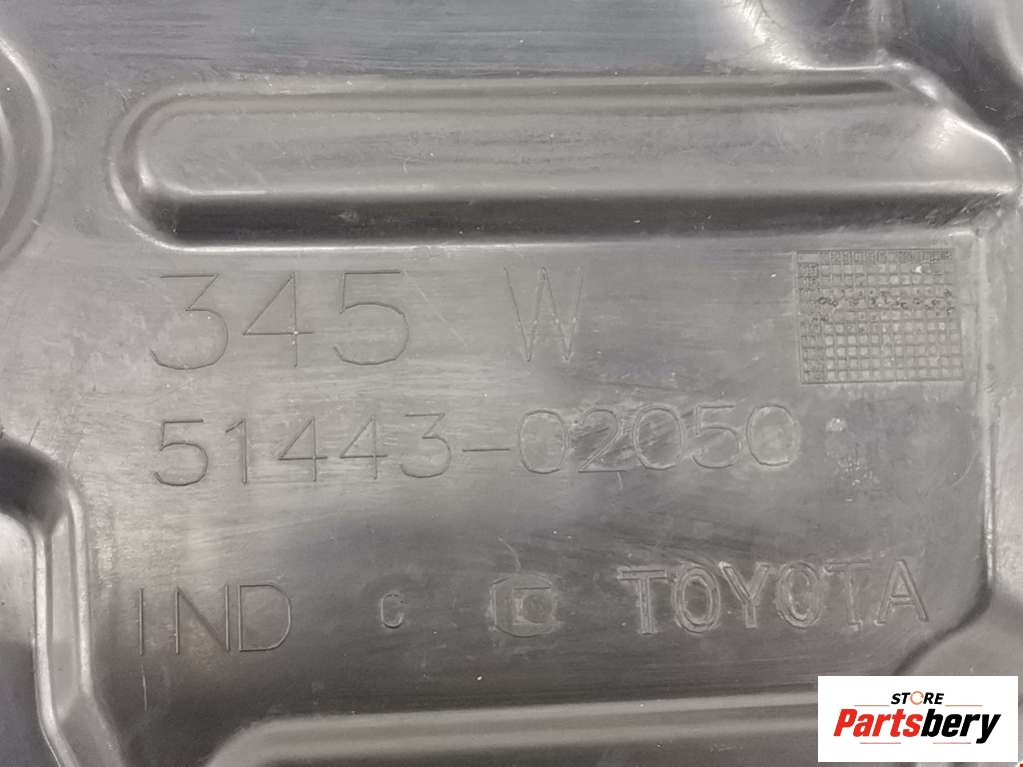 345 W
51443-02050
IND C TOYOTA
STORE
Partsbery